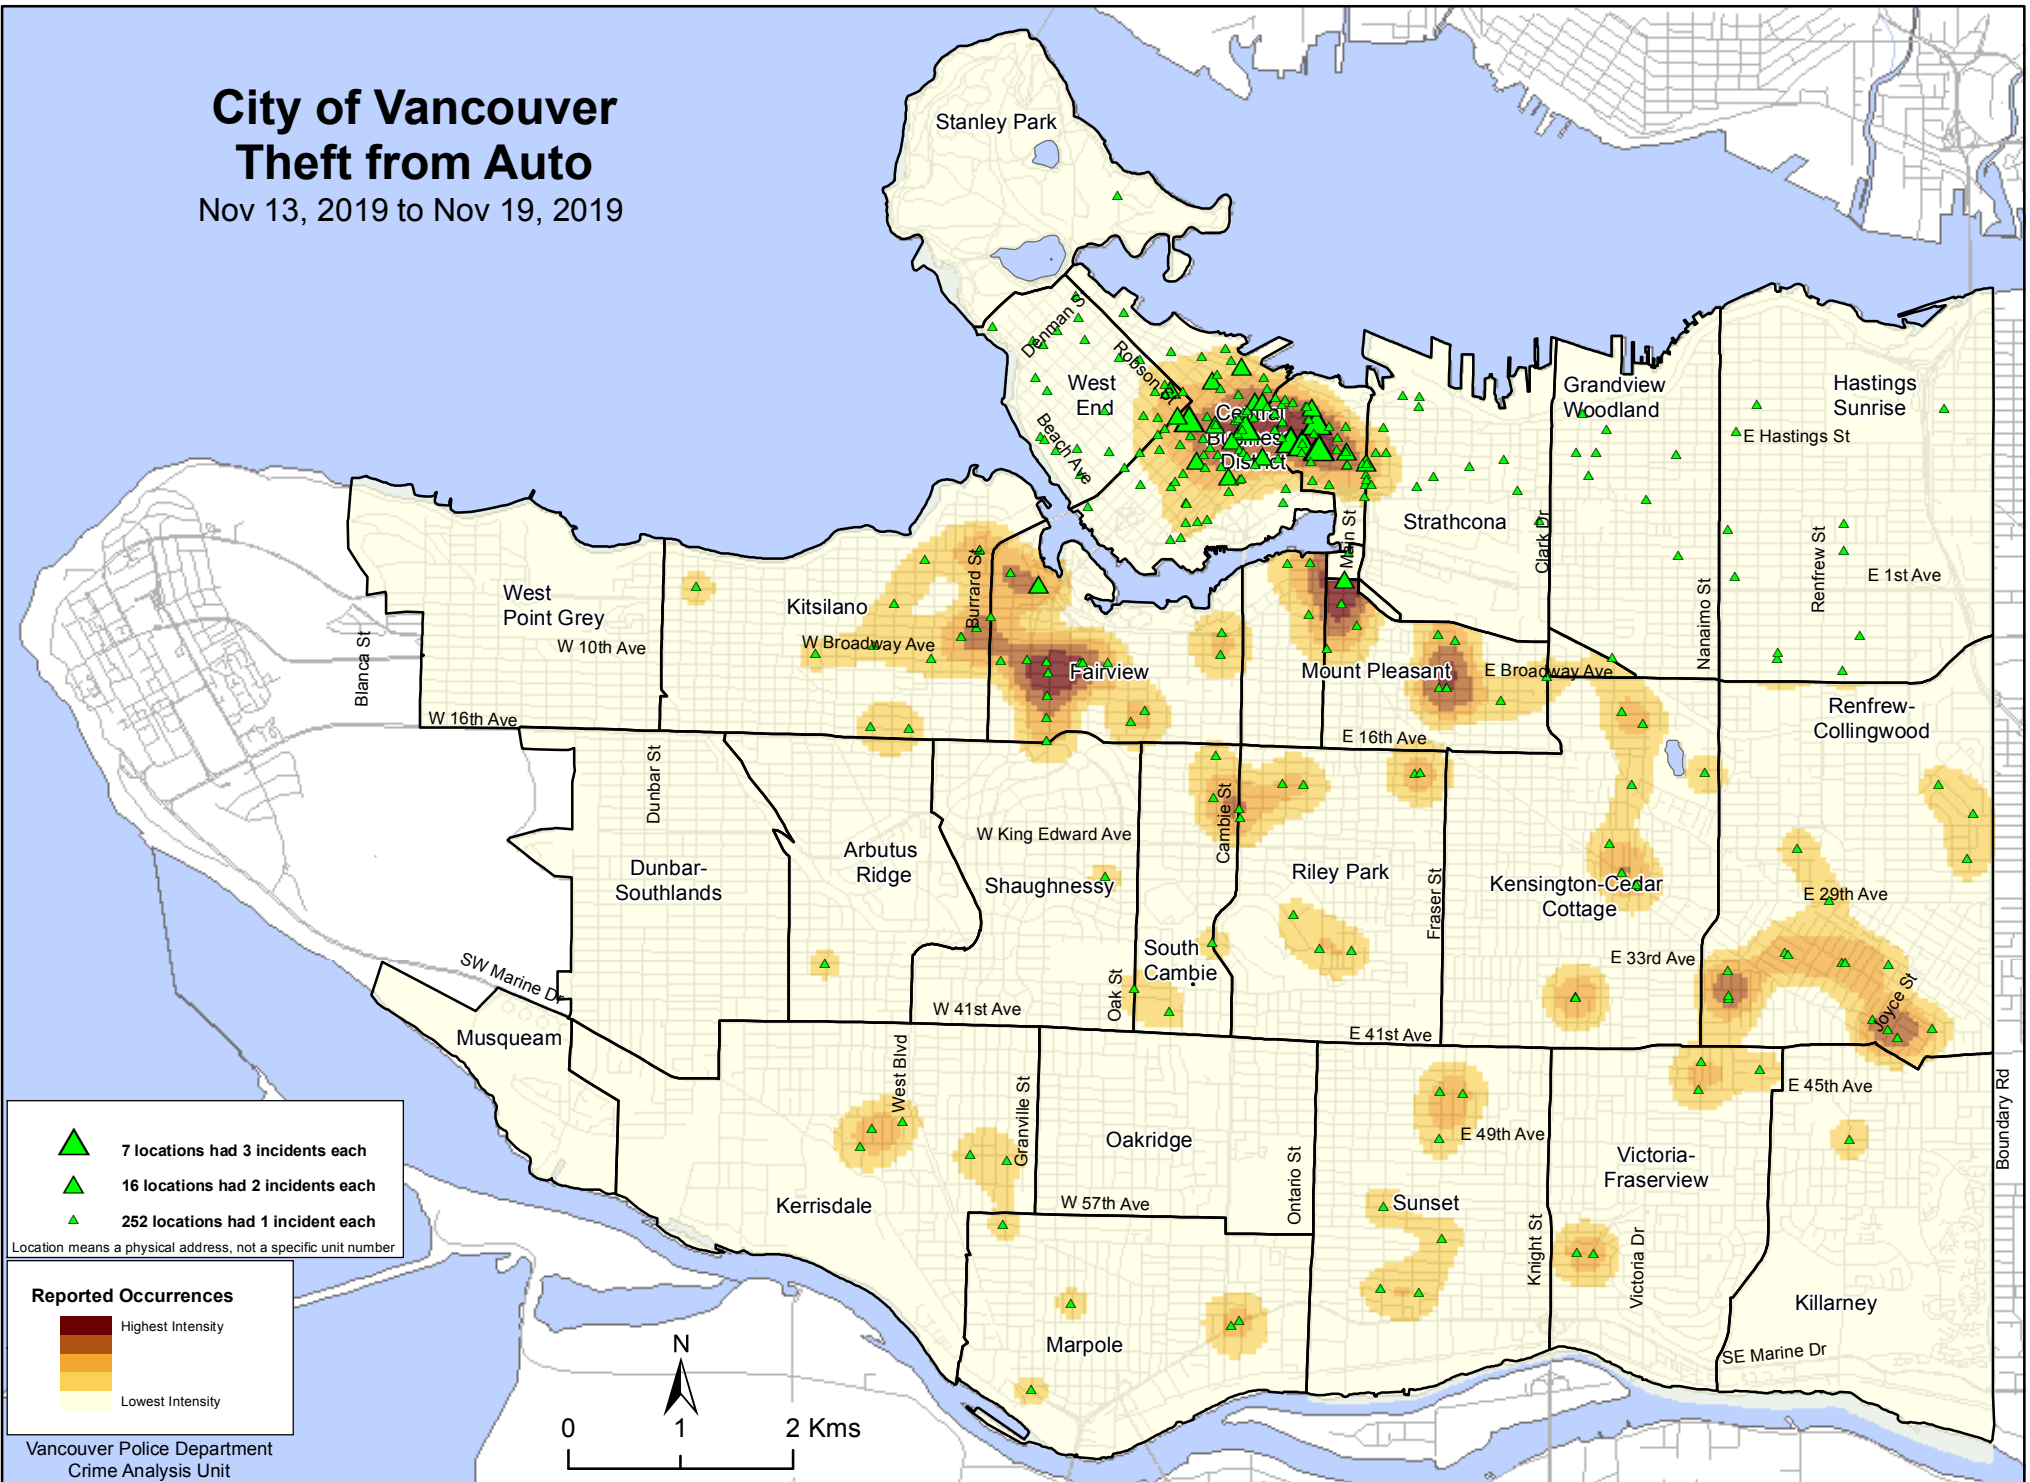 City of Vancouver
Theft from Auto
Nov 13, 2019 to Nov 19, 2019
Stanley Park
Denman S
Robson St
West
End
Beach Ave
Central
Business
District
Grandview
Woodland
Hastings
Sunrise
E Hastings St
Strathcona
Main St
Clark Dr
Nanaimo St
Renfrew St
E 1st Ave
West
Point Grey
W 10th Ave
Blanca St
W 16th Ave
Kitsilano
W Broadway Ave
Burrard St
Fairview
Mount Pleasant
E Broadway Ave
E 16th Ave
Renfrew-
Collingwood
Dunbar St
Dunbar-
Southlands
Arbutus
Ridge
W King Edward Ave
Shaughnessy
Cambie St
Riley Park
Fraser St
Kensington-Cedar
Cottage
E 29th Ave
E 33rd Ave
Joyce St
South
Cambie
Oak St
W 41st Ave
E 41st Ave
SW Marine Dr
Musqueam
West Blvd
Granville St
Oakridge
W 57th Ave
Ontario St
E 49th Ave
Sunset
Knight St
Victoria-
Fraserview
Victoria Dr
E 45th Ave
Boundary Rd
Kerrisdale
Marpole
Killarney
SE Marine Dr
7 locations had 3 incidents each
16 locations had 2 incidents each
252 locations had 1 incident each
Location means a physical address, not a specific unit number
Reported Occurrences
Highest Intensity
Lowest Intensity
Vancouver Police Department
Crime Analysis Unit
N
0 1 2 Kms